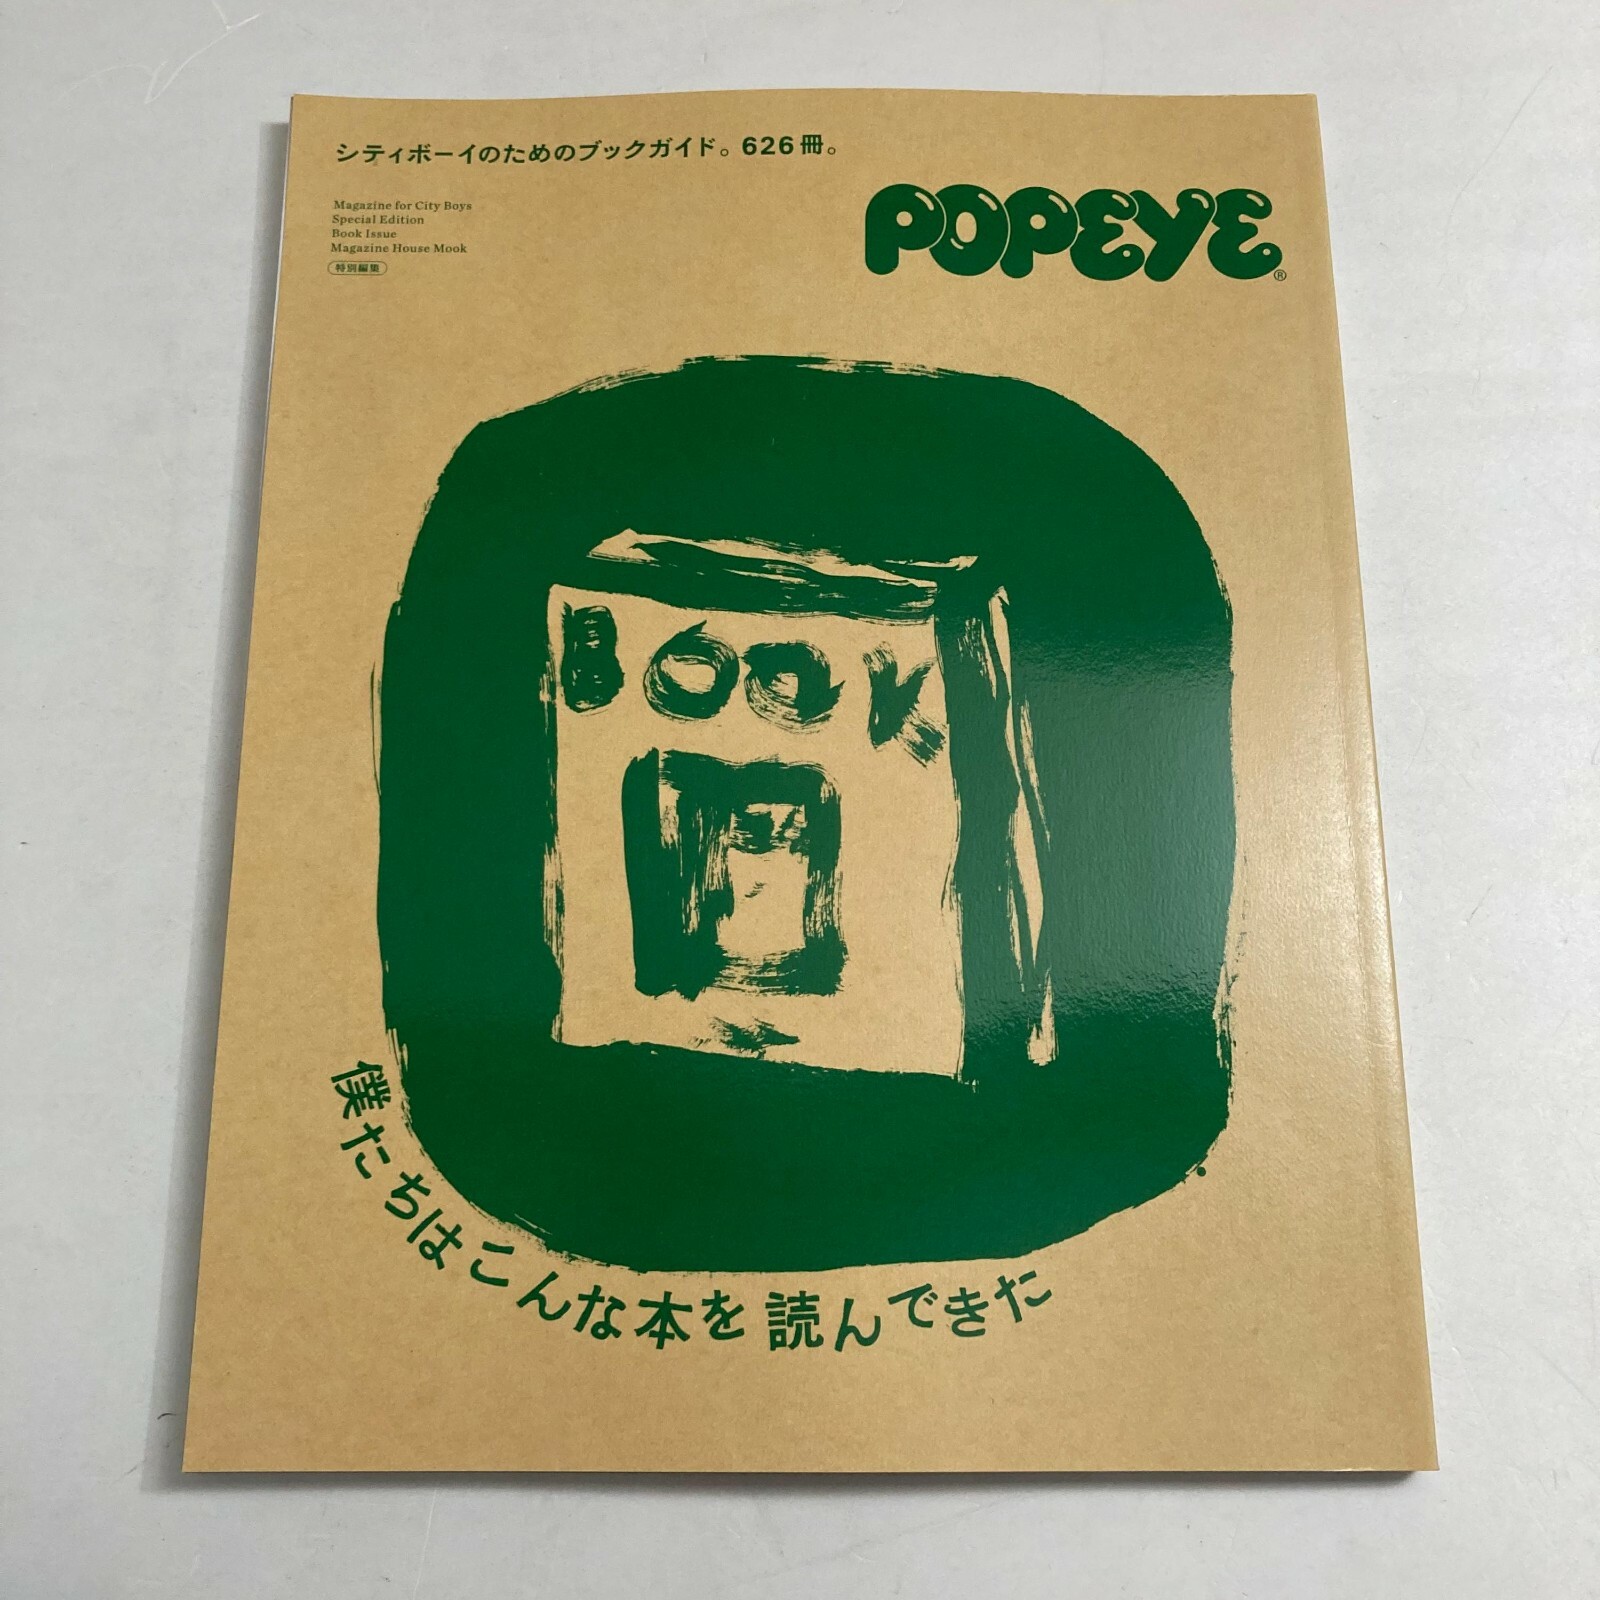 シティボーイのためのブックガイド。626冊。
Magazine for City Boys
Special Edition
Book Issue
Magazine House Mook
特別編集
POPEYE®
BOOK
僕たちはこんな本を読んできた